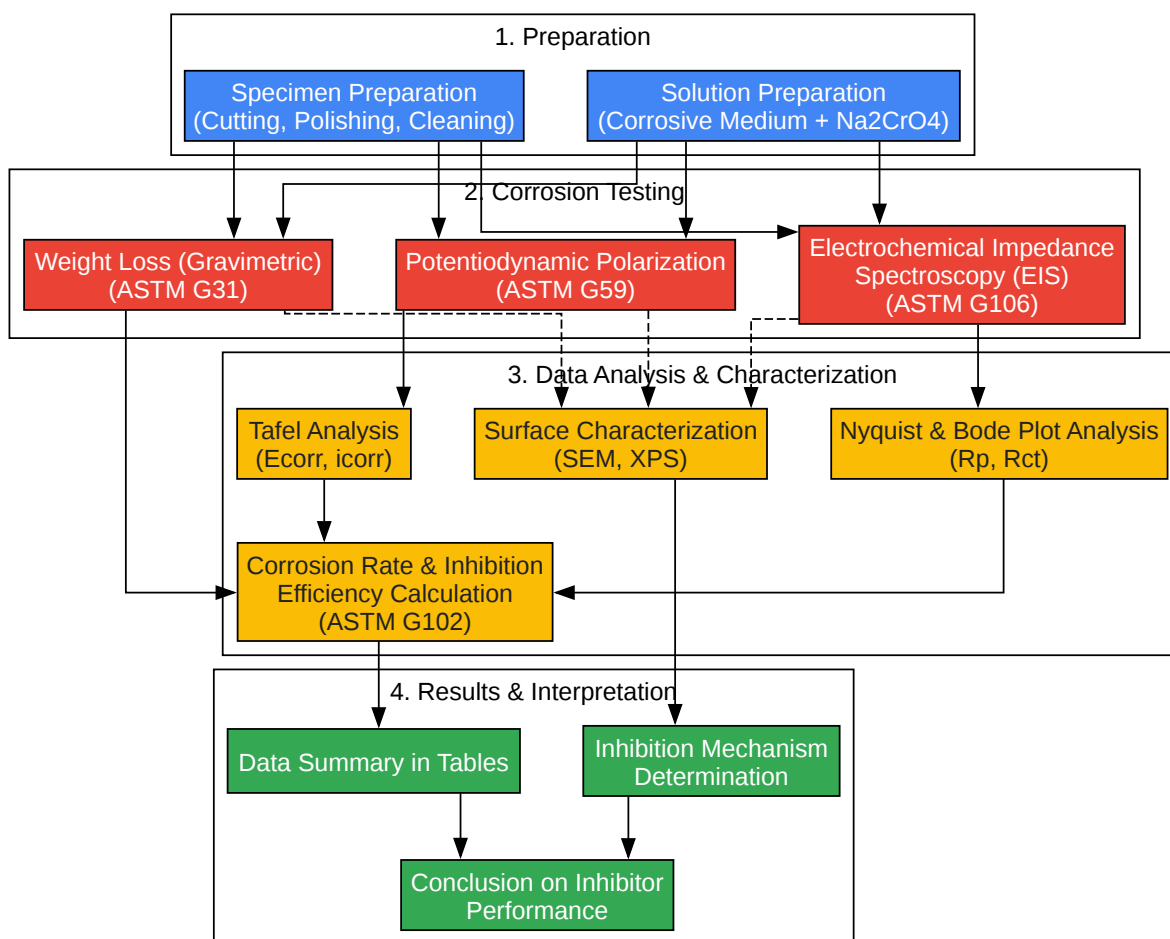 1. Preparation
Specimen Preparation
(Cutting, Polishing, Cleaning)
Solution Preparation
(Corrosive Medium + Na2CrO4)
2. Corrosion Testing
Weight Loss (Gravimetric)
(ASTM G31)
Potentiodynamic Polarization
(ASTM G59)
Electrochemical Impedance
Spectroscopy (EIS)
(ASTM G106)
3. Data Analysis & Characterization
Tafel Analysis
(Ecorr, icorr)
Surface Characterization
(SEM, XPS)
Nyquist & Bode Plot Analysis
(Rp, Rct)
Corrosion Rate & Inhibition
Efficiency Calculation
(ASTM G102)
4. Results & Interpretation
Data Summary in Tables
Inhibition Mechanism
Determination
Conclusion on Inhibitor
Performance